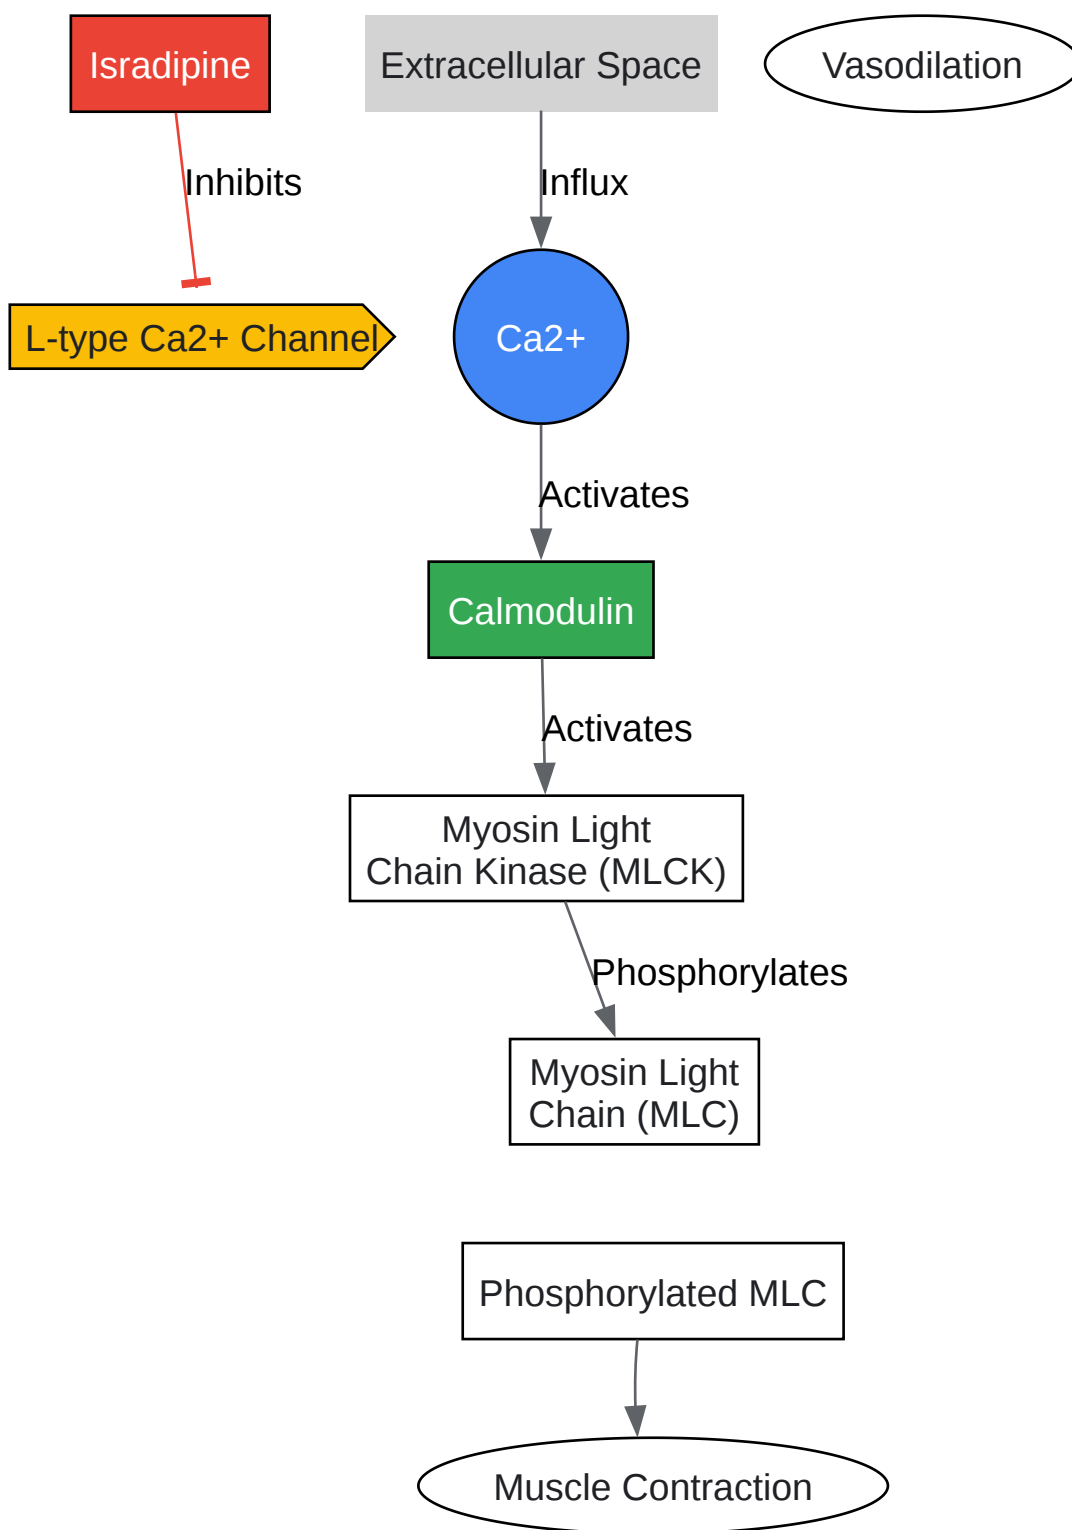 Isradipine
Extracellular Space
Vasodilation
Inhibits
Influx
L-type Ca2+ Channel
Ca2+
Activates
Calmodulin
Activates
Myosin Light
Chain Kinase (MLCK)
Phosphorylates
Myosin Light
Chain (MLC)
Phosphorylated MLC
Muscle Contraction